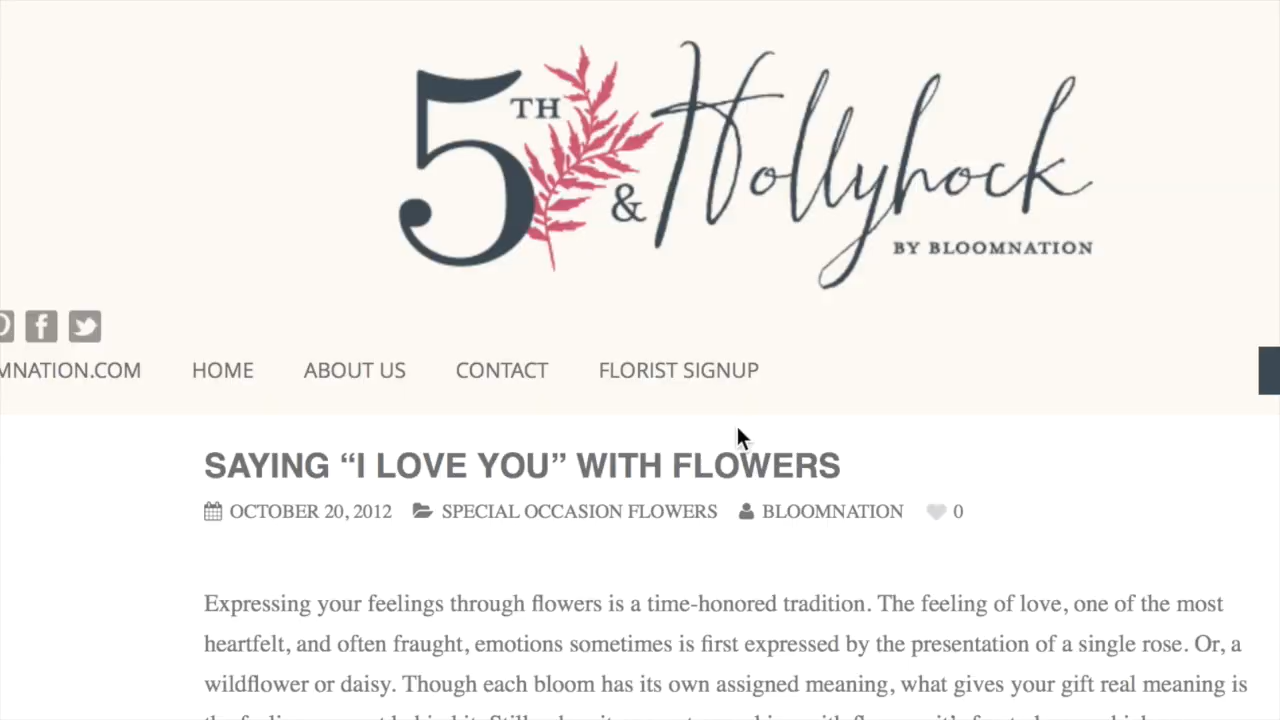 5TH & Hollyhock
BY BLOOMNATION
MNATION.COM HOME ABOUT US CONTACT FLORIST SIGNUP
SAYING “I LOVE YOU” WITH FLOWERS
OCTOBER 20, 2012 SPECIAL OCCASION FLOWERS BLOOMNATION 0
Expressing your feelings through flowers is a time-honored tradition. The feeling of love, one of the most
heartfelt, and often fraught, emotions sometimes is first expressed by the presentation of a single rose. Or, a
wildflower or daisy. Though each bloom has its own assigned meaning, what gives your gift real meaning is